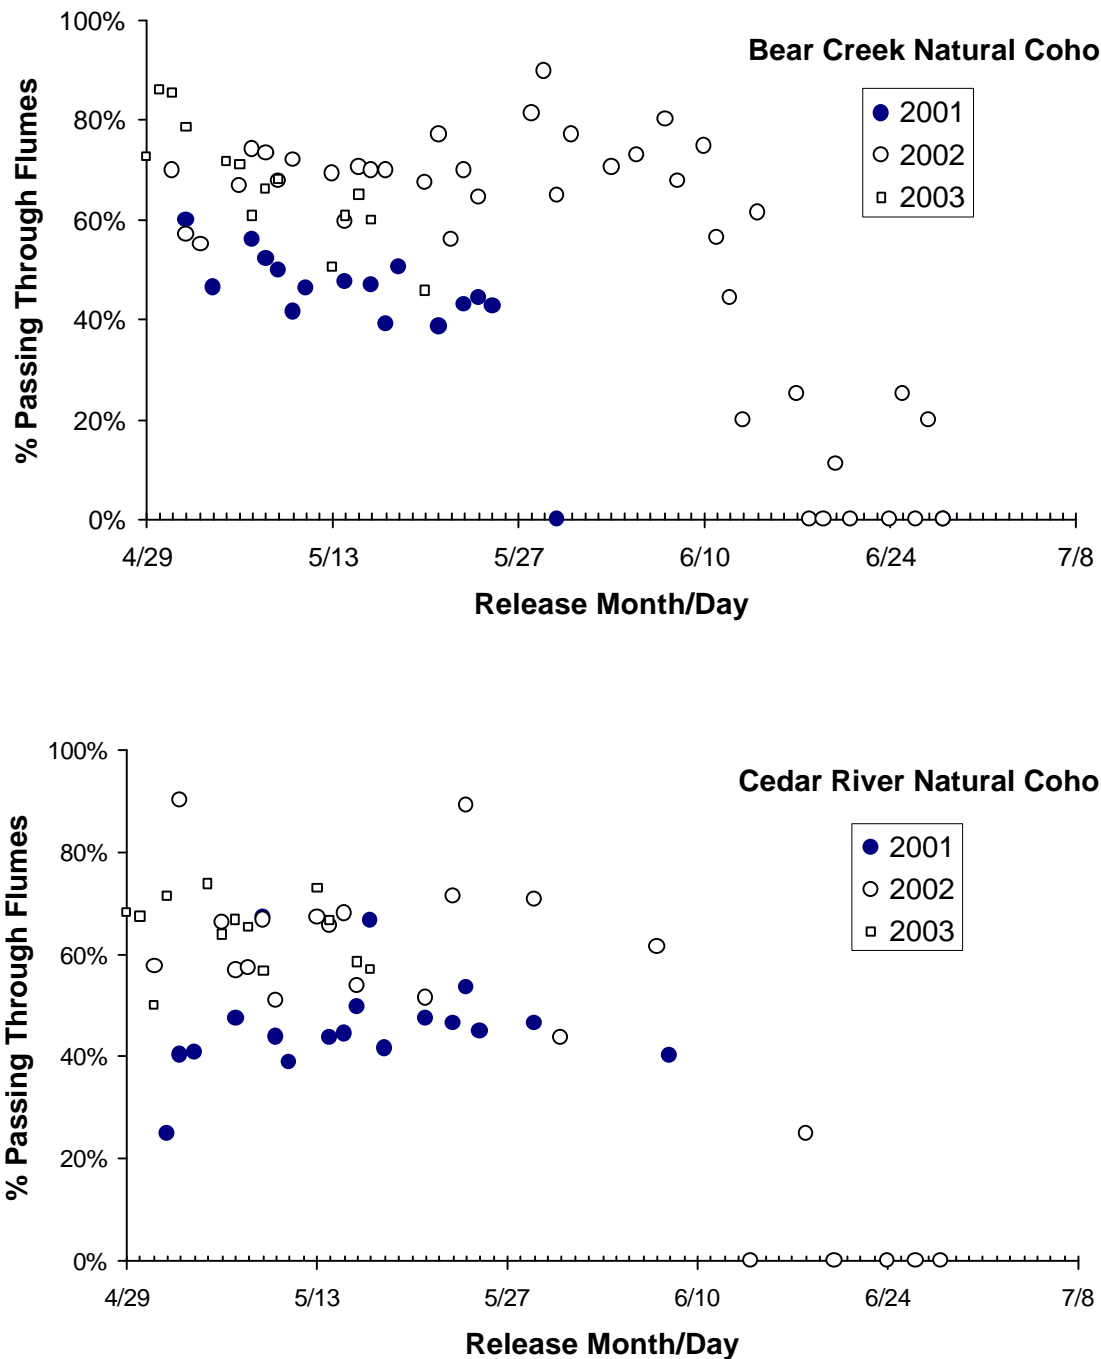 Bear Creek Natural Coho
2001
2002
2003
% Passing Through Flumes
100%
80%
60%
40%
20%
0%
4/29 5/13 5/27 6/10 6/24 7/8
Release Month/Day
Cedar River Natural Coho
2001
2002
2003
% Passing Through Flumes
100%
80%
60%
40%
20%
0%
4/29 5/13 5/27 6/10 6/24 7/8
Release Month/Day